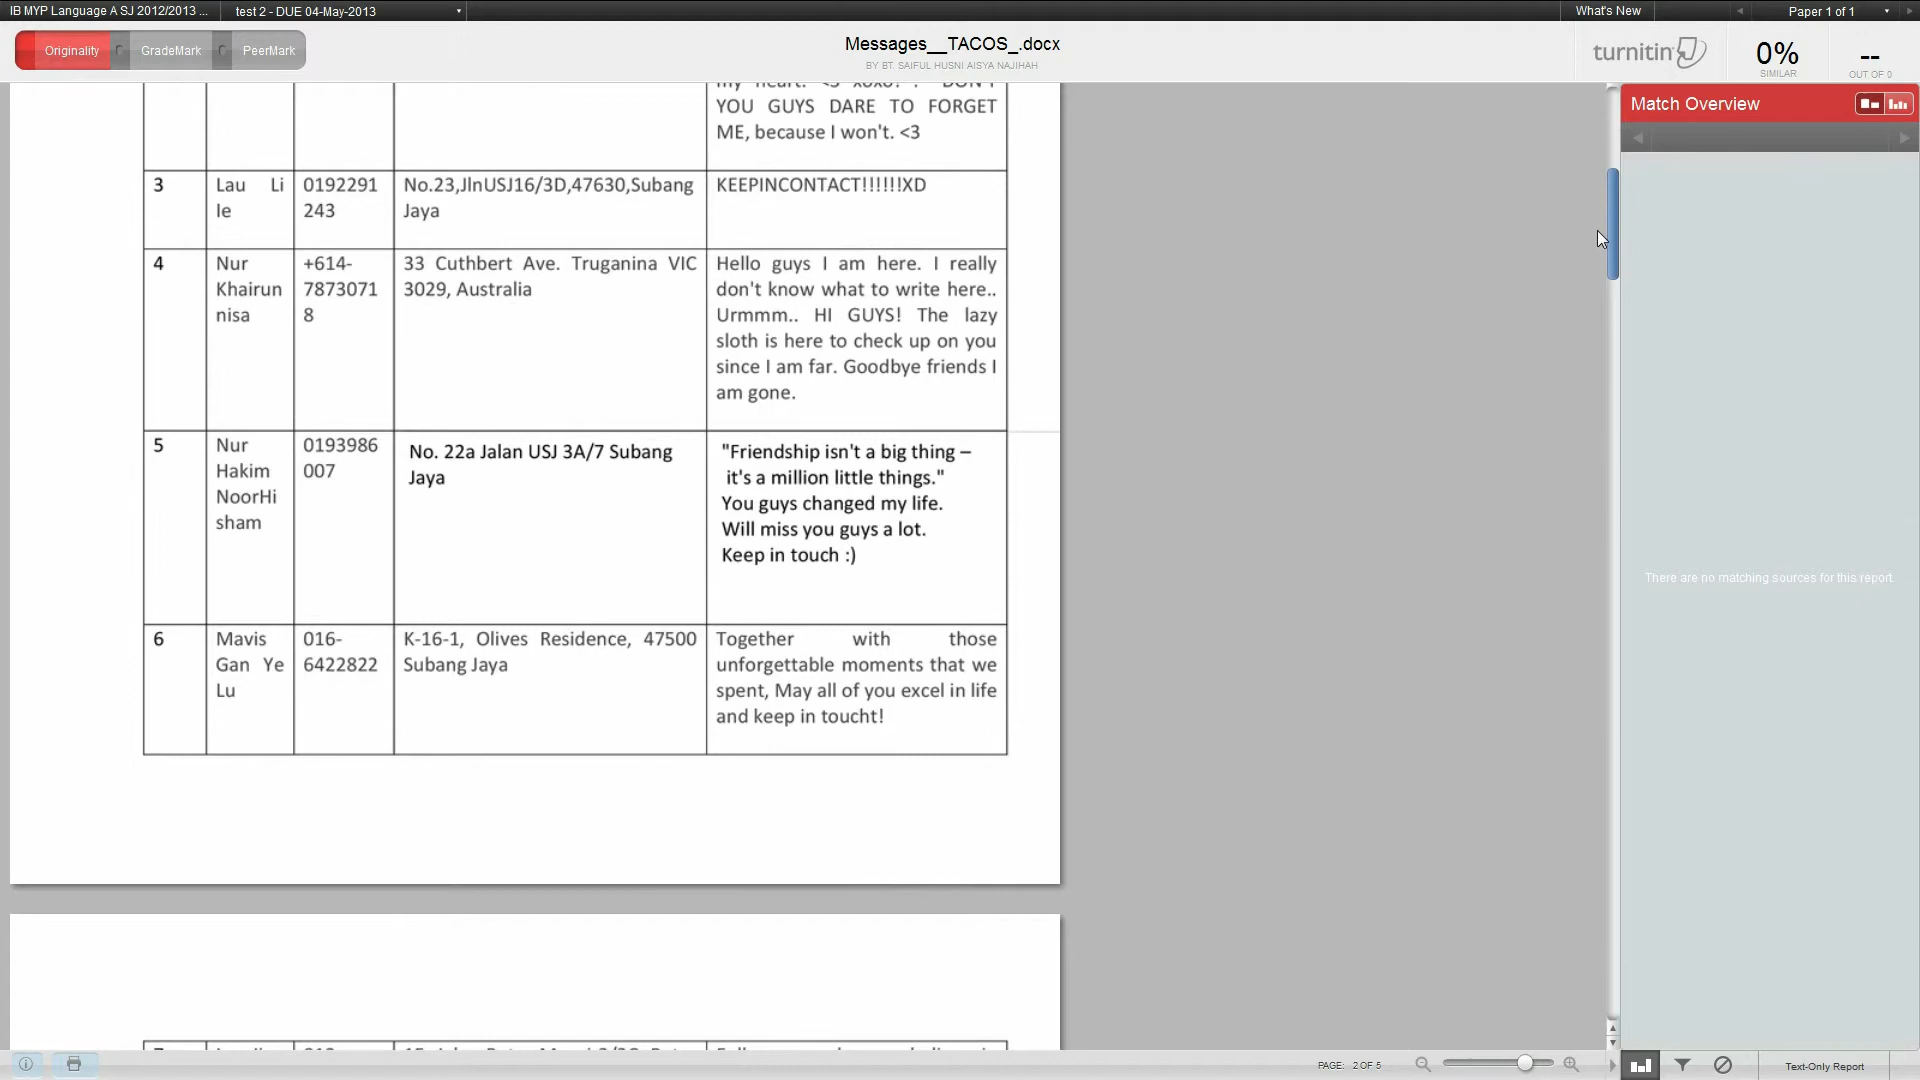 IB MYP Language A SJ 2012/2013 ...
test 2 - DUE 04-May-2013
What's New
Paper 1 of 1
Originality
GradeMark
PeerMark
Messages__TACOS_.docx
BY BT. SAIFUL HUSNI AISYA NAJIHAH
turnitin
0%
SIMILAR
--
OUT OF 0
Match Overview
YOU GUYS DARE TO FORGET
ME, because I won't. <3
3
Lau Li
le
0192291
243
No.23,JlnUSJ16/3D,47630,Subang
Jaya
KEEPINCONTACT!!!!!!XD
4
Nur
Khairun
nisa
+614-
7873071
8
33 Cuthbert Ave. Truganina VIC
3029, Australia
Hello guys I am here. I really
don't know what to write here..
Urmmm.. HI GUYS! The lazy
sloth is here to check up on you
since I am far. Goodbye friends I
am gone.
5
Nur
Hakim
NoorHi
sham
0193986
007
No. 22a Jalan USJ 3A/7 Subang
Jaya
"Friendship isn't a big thing –
it's a million little things."
You guys changed my life.
Will miss you guys a lot.
Keep in touch :)
6
Mavis
Gan Ye
Lu
016-
6422822
K-16-1, Olives Residence, 47500
Subang Jaya
Together with those
unforgettable moments that we
spent, May all of you excel in life
and keep in toucht!
There are no matching sources for this report.
PAGE: 2 OF 5
Text-Only Report